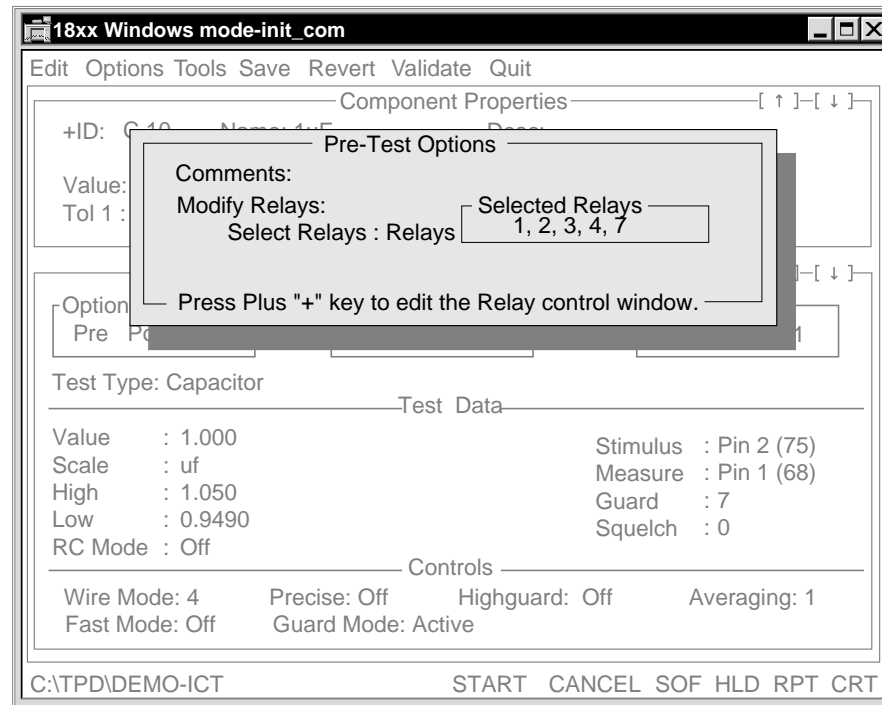 18xx Windows mode-init_com
Edit Options Tools Save Revert Validate Quit
Component Properties [ ↑ ]─[ ↓ ]
+ID:
Pre-Test Options
Comments:
Value:
Modify Relays: Selected Relays
Tol 1 :
Select Relays : Relays 1, 2, 3, 4, 7
]─[ ↓ ]
Press Plus "+" key to edit the Relay control window.
Option
Pre 1
Test Type: Capacitor
Test Data
Value : 1.000
Stimulus : Pin 2 (75)
Scale : uf
Measure : Pin 1 (68)
High : 1.050
Guard : 7
Low : 0.9490
Squelch : 0
RC Mode : Off
Controls
Wire Mode: 4 Precise: Off Highguard: Off Averaging: 1
Fast Mode: Off Guard Mode: Active
C:\TPD\DEMO-ICT START CANCEL SOF HLD RPT CRT